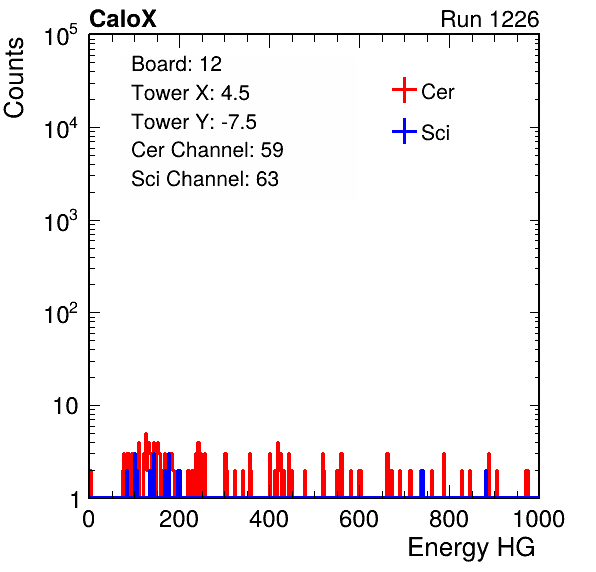 CaloX Run 1226
Counts
Board: 12
Tower X: 4.5
Tower Y: -7.5
Cer Channel: 59
Sci Channel: 63
Cer
Sci
10^5
10^4
10^3
10^2
10
1
0 200 400 600 800 1000
Energy HG